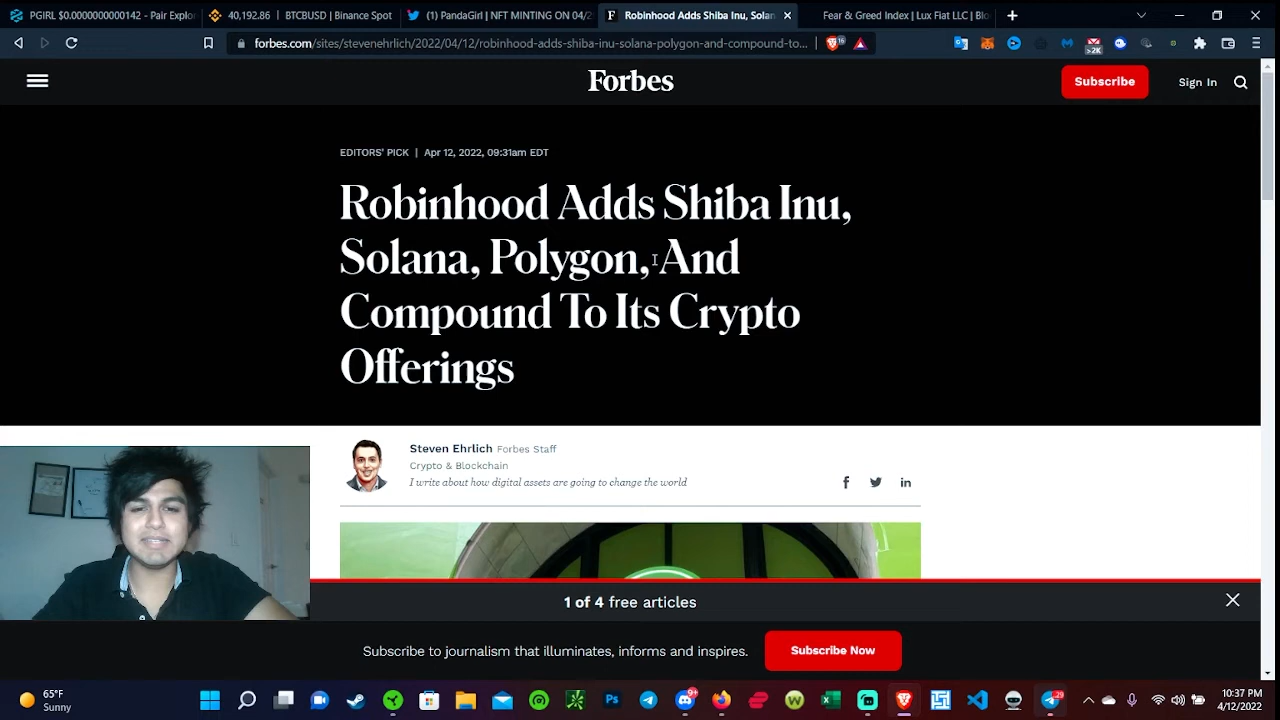 PGIRL $0.0000000000142 - Pair Explo
40,192.86 | BTCBUSD | Binance Spot
(1) PandaGirl | NFT MINTING ON 04/2
Robinhood Adds Shiba Inu, Solan
Fear & Greed Index | Lux Fiat LLC | Blo
forbes.com/sites/stevenehrlich/2022/04/12/robinhood-adds-shiba-inu-solana-polygon-and-compound-to...
16
>2K
Forbes
Subscribe
Sign In
EDITORS' PICK | Apr 12, 2022, 09:31am EDT
Robinhood Adds Shiba Inu,
Solana, Polygon, And
Compound To Its Crypto
Offerings
Steven Ehrlich Forbes Staff
Crypto & Blockchain
I write about how digital assets are going to change the world
1 of 4 free articles
Subscribe to journalism that illuminates, informs and inspires.
Subscribe Now
65°F
Sunny
Ps
9+
29
10:37 PM
4/12/2022